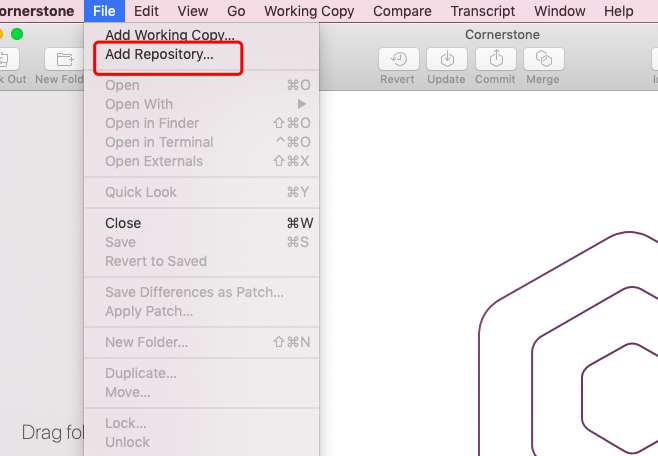 ornerstone File Edit View Go Working Copy Compare Transcript Window Help
Cornerstone
Out New Fold Revert Update Commit Merge
Add Working Copy...
Add Repository...
Open ⌘O
Open With ▶
Open in Finder ⇧⌘O
Open in Terminal ^⌘O
Open Externals ⇧⌘X
Quick Look ⌘Y
Close ⌘W
Save ⌘S
Revert to Saved
Save Differences as Patch...
Apply Patch...
New Folder... ⇧⌘N
Duplicate...
Move...
Lock...
Drag fol
Unlock